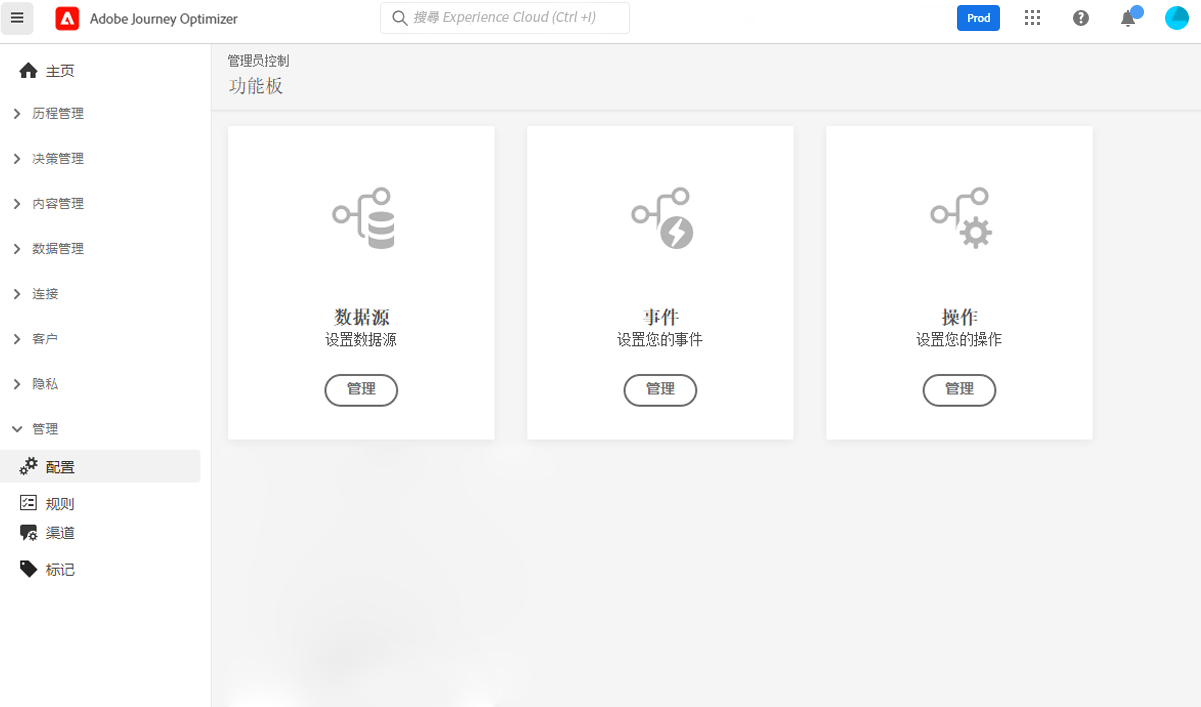 Adobe Journey Optimizer
搜尋 Experience Cloud (Ctrl +I)
Prod
主页
历程管理
决策管理
内容管理
数据管理
连接
客户
隐私
管理
配置
规则
渠道
标记
管理员控制
功能板
数据源
设置数据源
管理
事件
设置您的事件
管理
操作
设置您的操作
管理